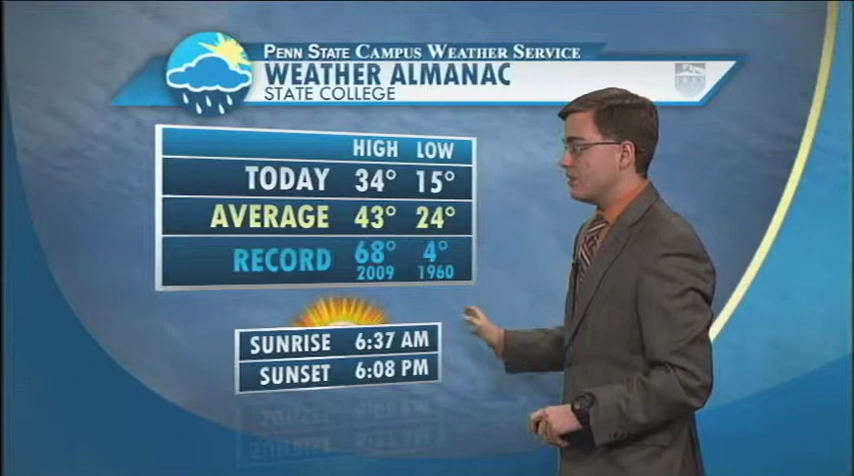 PENN STATE CAMPUS WEATHER SERVICE
WEATHER ALMANAC
STATE COLLEGE
HIGH LOW
TODAY 34° 15°
AVERAGE 43° 24°
RECORD 68° 4°
2009 1960
SUNRISE 6:37 AM
SUNSET 6:08 PM